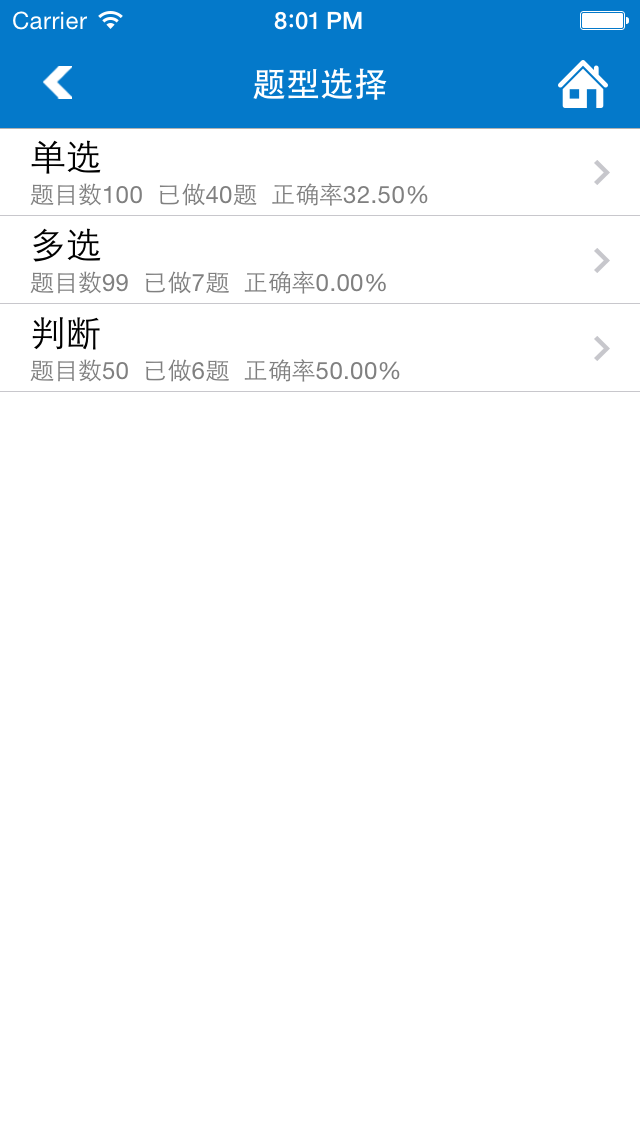 Carrier 8:01 PM
题型选择
单选
题目数100 已做40题 正确率32.50%
多选
题目数99 已做7题 正确率0.00%
判断
题目数50 已做6题 正确率50.00%